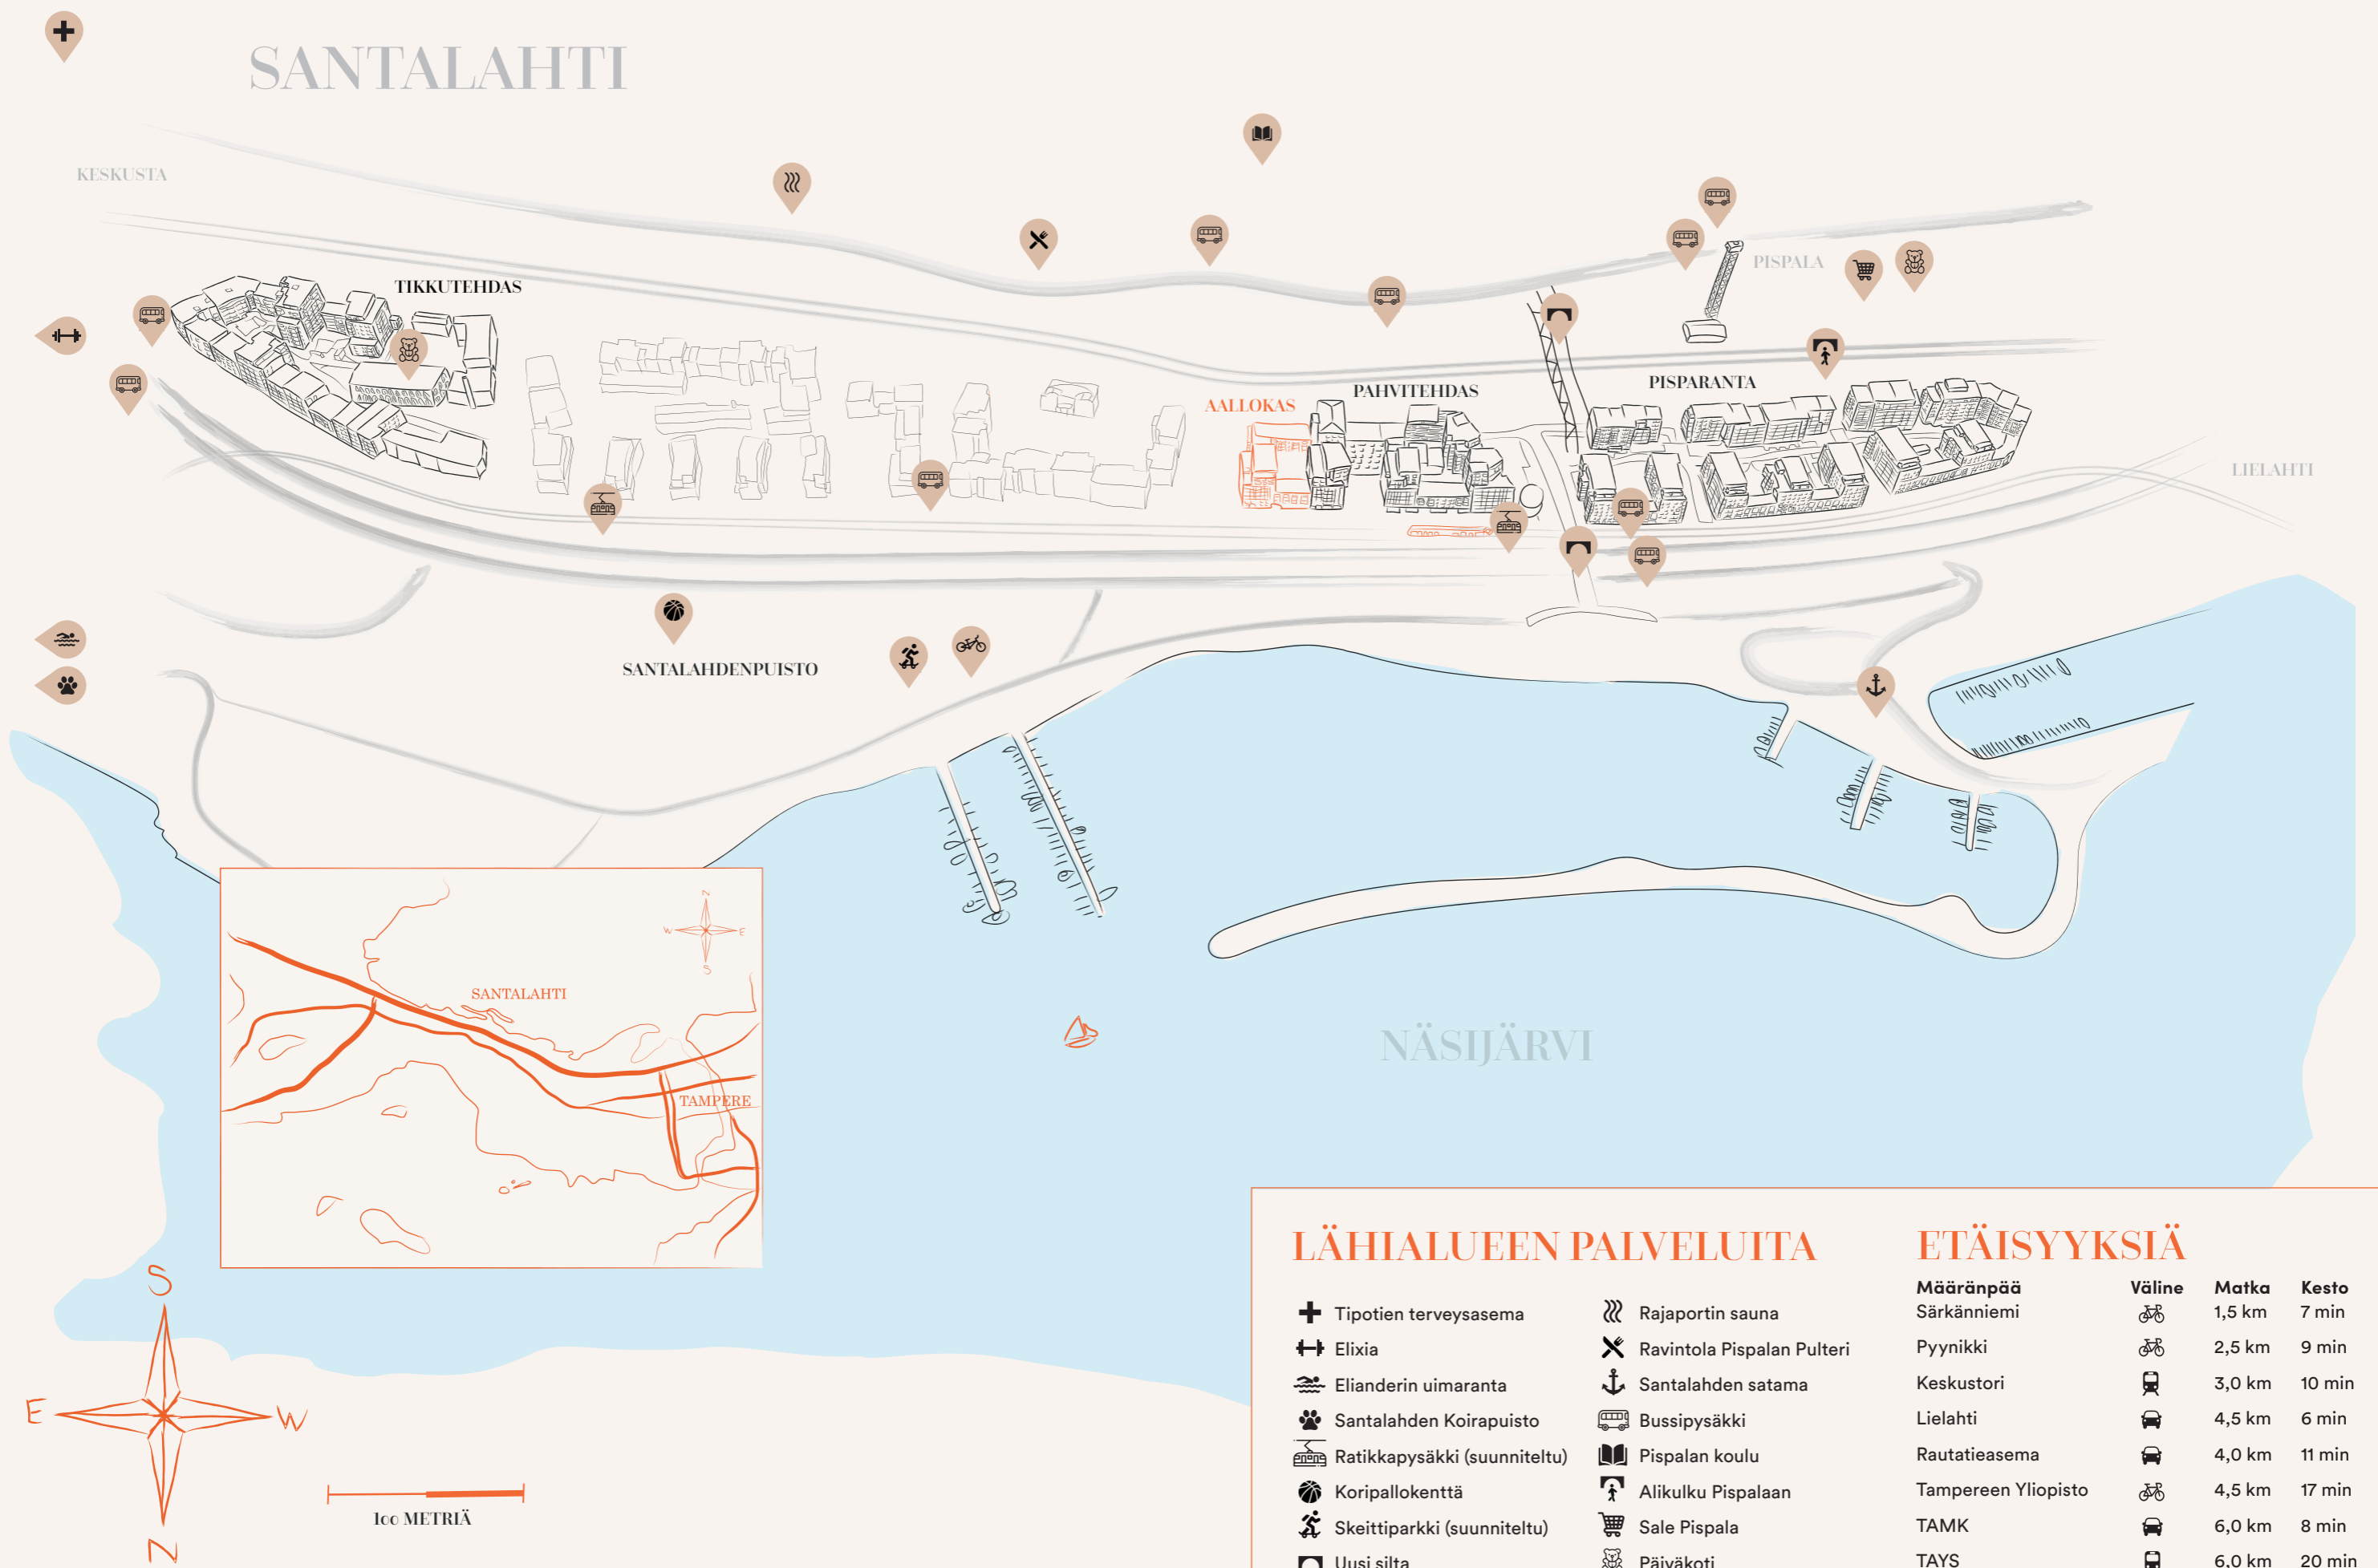 SANTALAHTI
KESKUSTA
PISPALA
TIKKUTEHDAS
PAHVITEHDAS
PISPARANTA
AALLOKAS
LIELAHTI
SANTALAHDENPUISTO
N
W E
S
SANTALAHTI
TAMPERE
NÄSIJÄRVI
S
E W
N
100 METRIÄ
LÄHIALUEEN PALVELUITA
Tipotien terveysasema
Elixia
Elianderin uimaranta
Santalahden Koirapuisto
Ratikkapysäkki (suunniteltu)
Koripallokenttä
Skeittiparkki (suunniteltu)
Uusi silta
Rajaportin sauna
Ravintola Pispalan Pulteri
Santalahden satama
Bussipysäkki
Pispalan koulu
Alikulku Pispalaan
Sale Pispala
Päiväkoti
ETÄISYYKSIÄ
Määränpää Väline Matka Kesto
Särkänniemi 1,5 km 7 min
Pyynikki 2,5 km 9 min
Keskustori 3,0 km 10 min
Lielahti 4,5 km 6 min
Rautatieasema 4,0 km 11 min
Tampereen Yliopisto 4,5 km 17 min
TAMK 6,0 km 8 min
TAYS 6,0 km 20 min